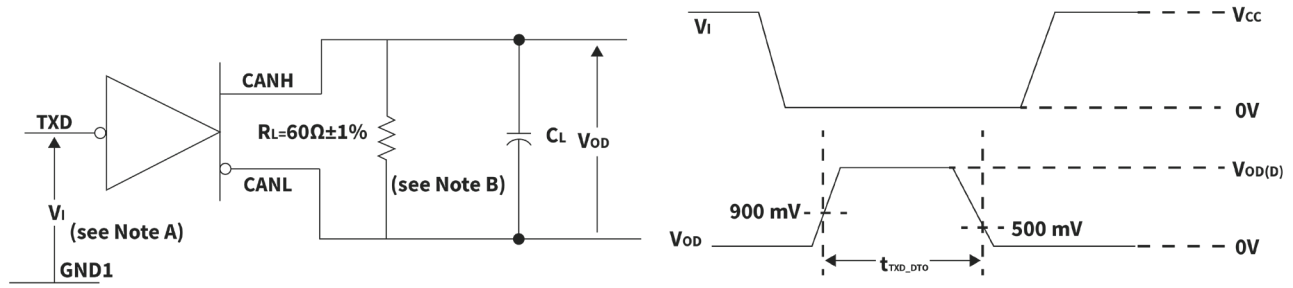 CANH
TXD
RL=60Ω±1%
CL
VOD
CANL
(see Note B)
VI
(see Note A)
GND1
VI
VCC
0V
VOD(D)
900 mV
500 mV
VOD
0V
tTXD_DTO